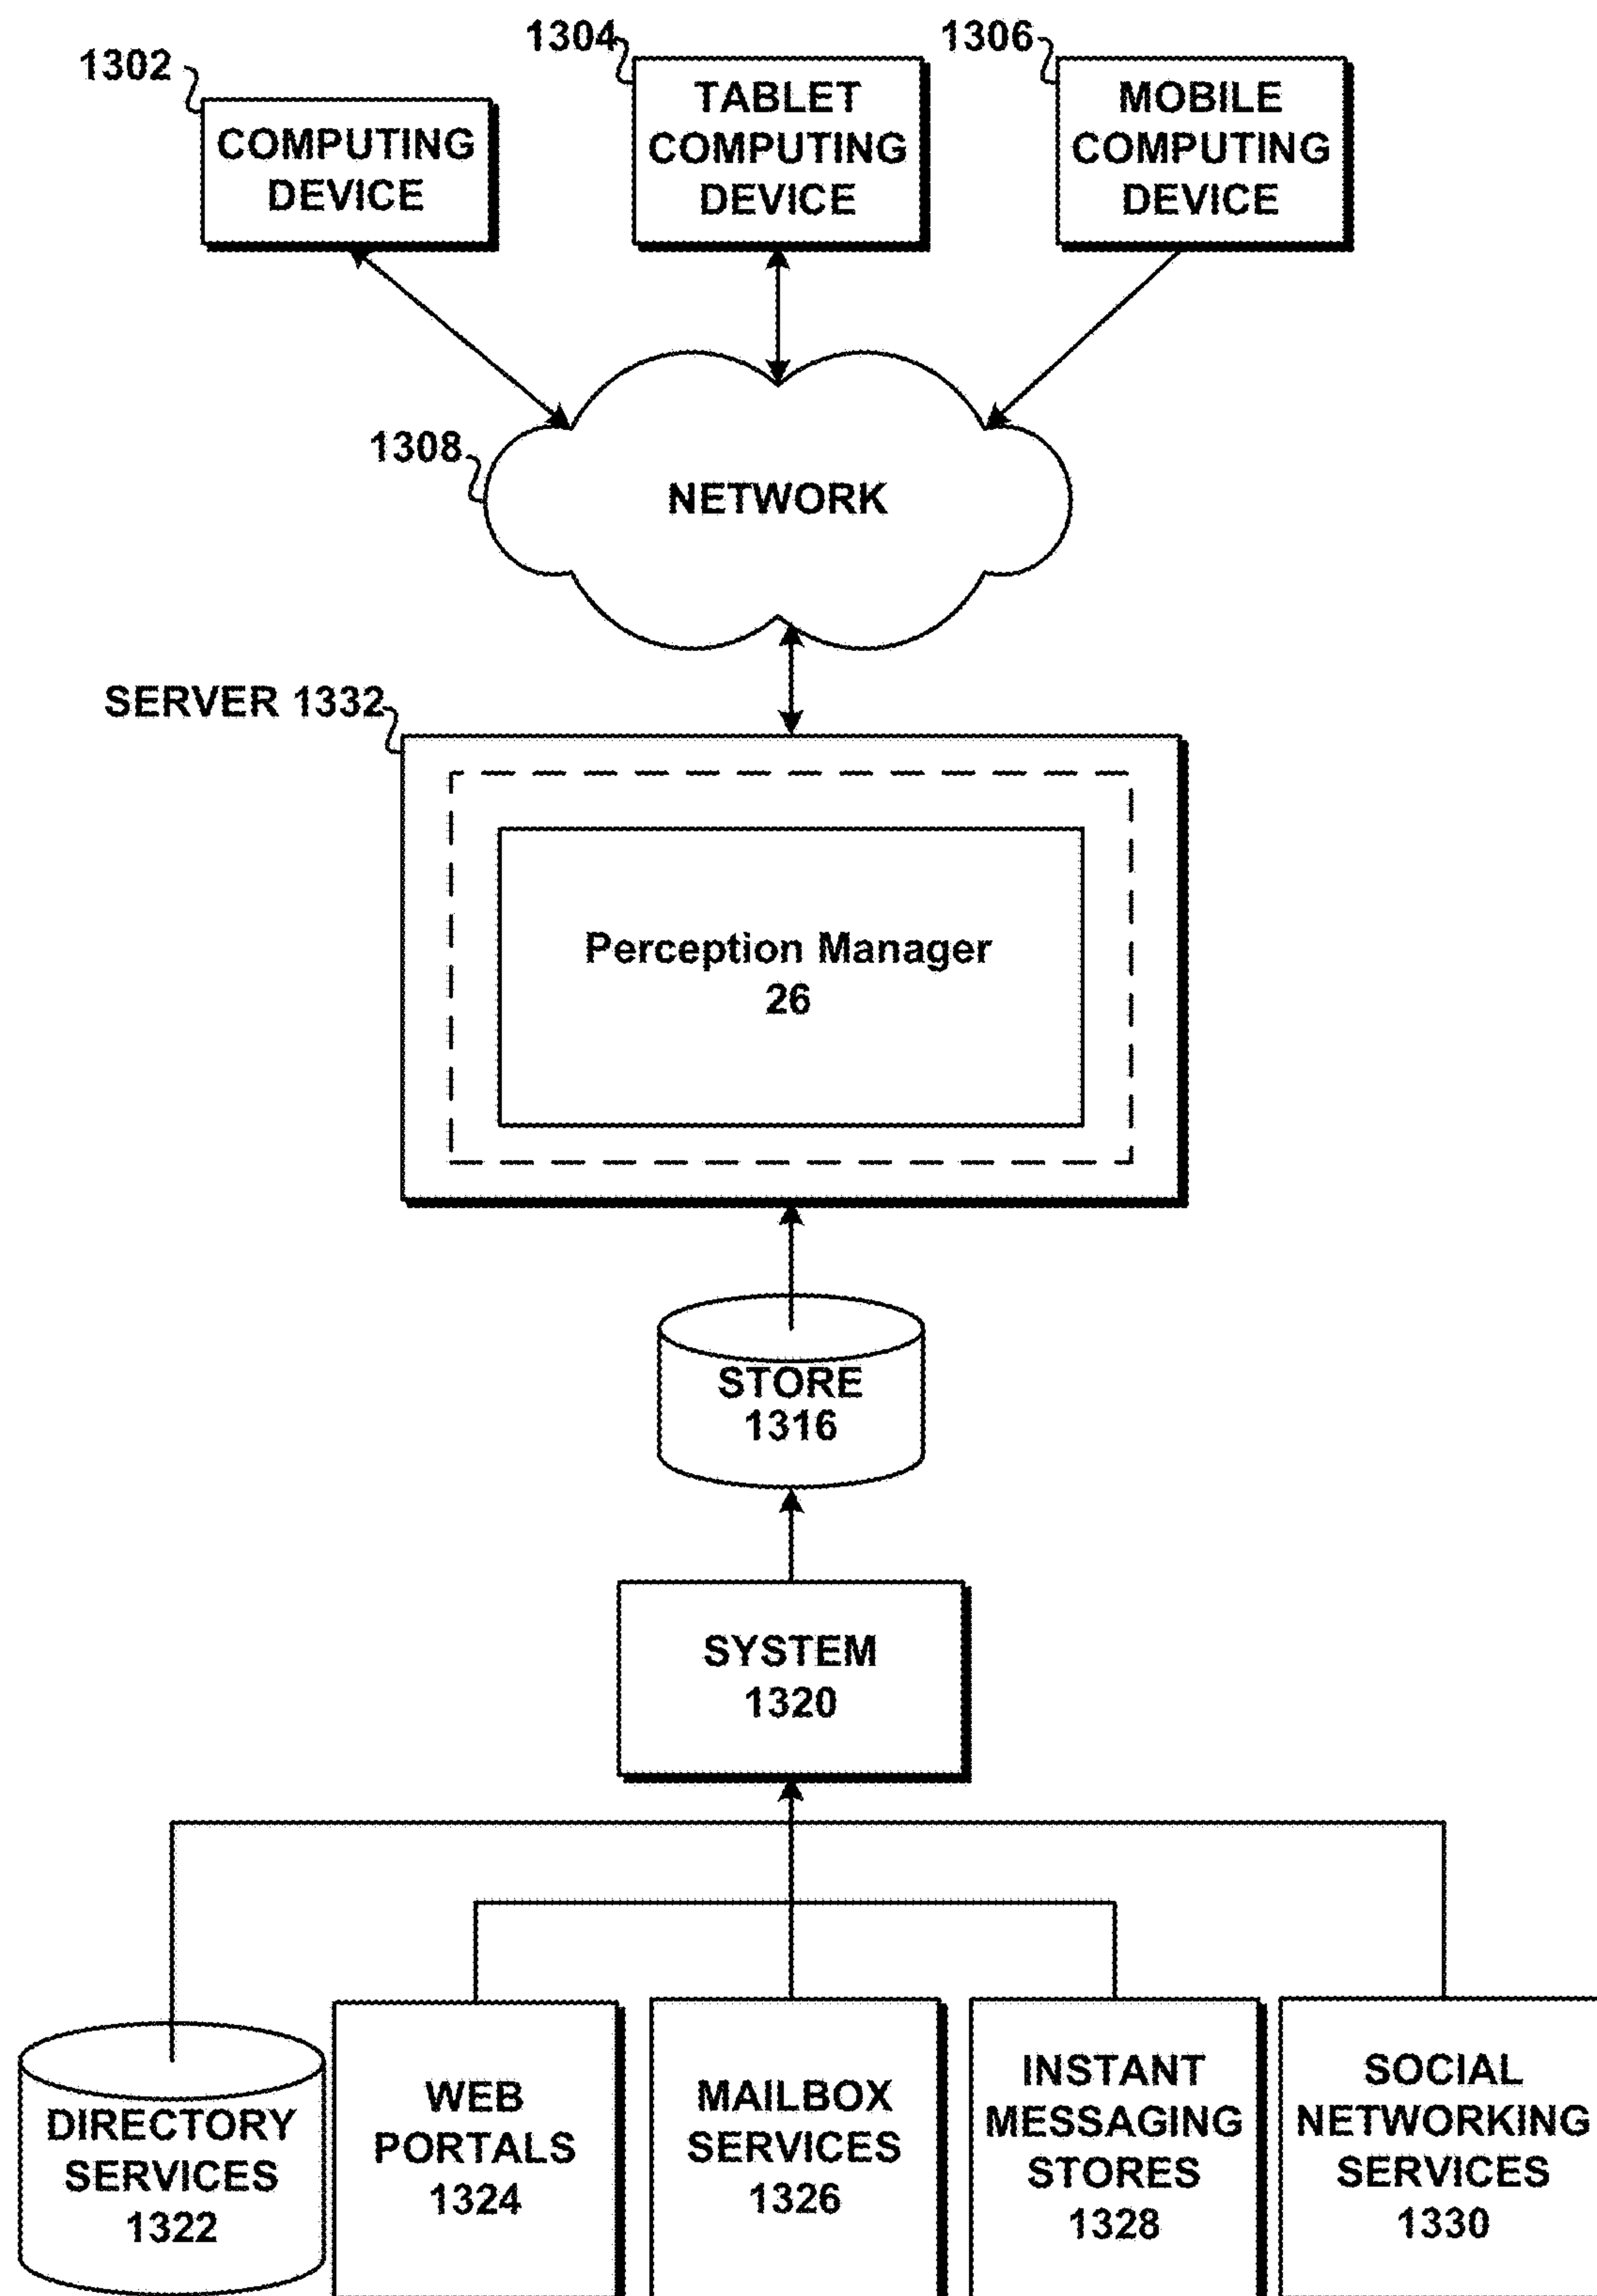 1302
1304
1306
COMPUTING
DEVICE
TABLET
COMPUTING
DEVICE
MOBILE
COMPUTING
DEVICE
1308
NETWORK
SERVER 1332
Perception Manager
26
STORE
1316
SYSTEM
1320
DIRECTORY
SERVICES
1322
WEB
PORTALS
1324
MAILBOX
SERVICES
1326
INSTANT
MESSAGING
STORES
1328
SOCIAL
NETWORKING
SERVICES
1330